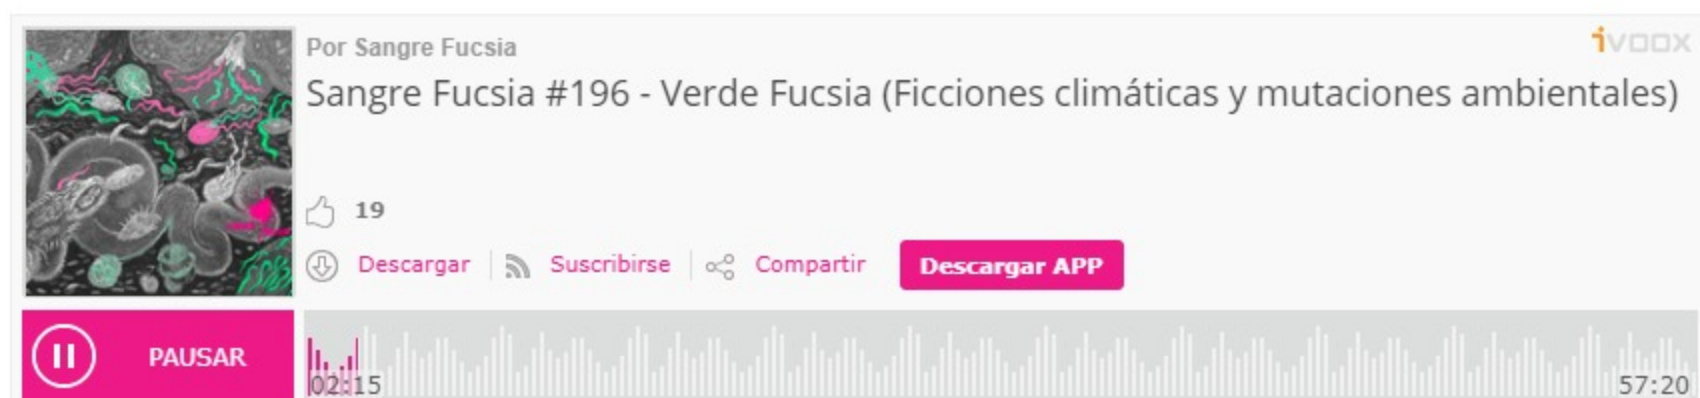 Por Sangre Fucsia
ivoox
Sangre Fucsia #196 - Verde Fucsia (Ficciones climáticas y mutaciones ambientales)
19
Descargar Suscribirse Compartir Descargar APP
PAUSAR
02:15 57:20